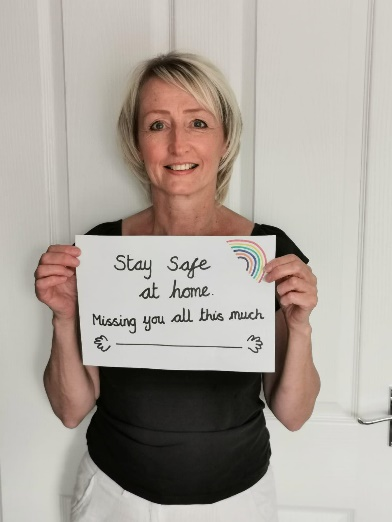 Stay Safe
at home.
Missing you all this much